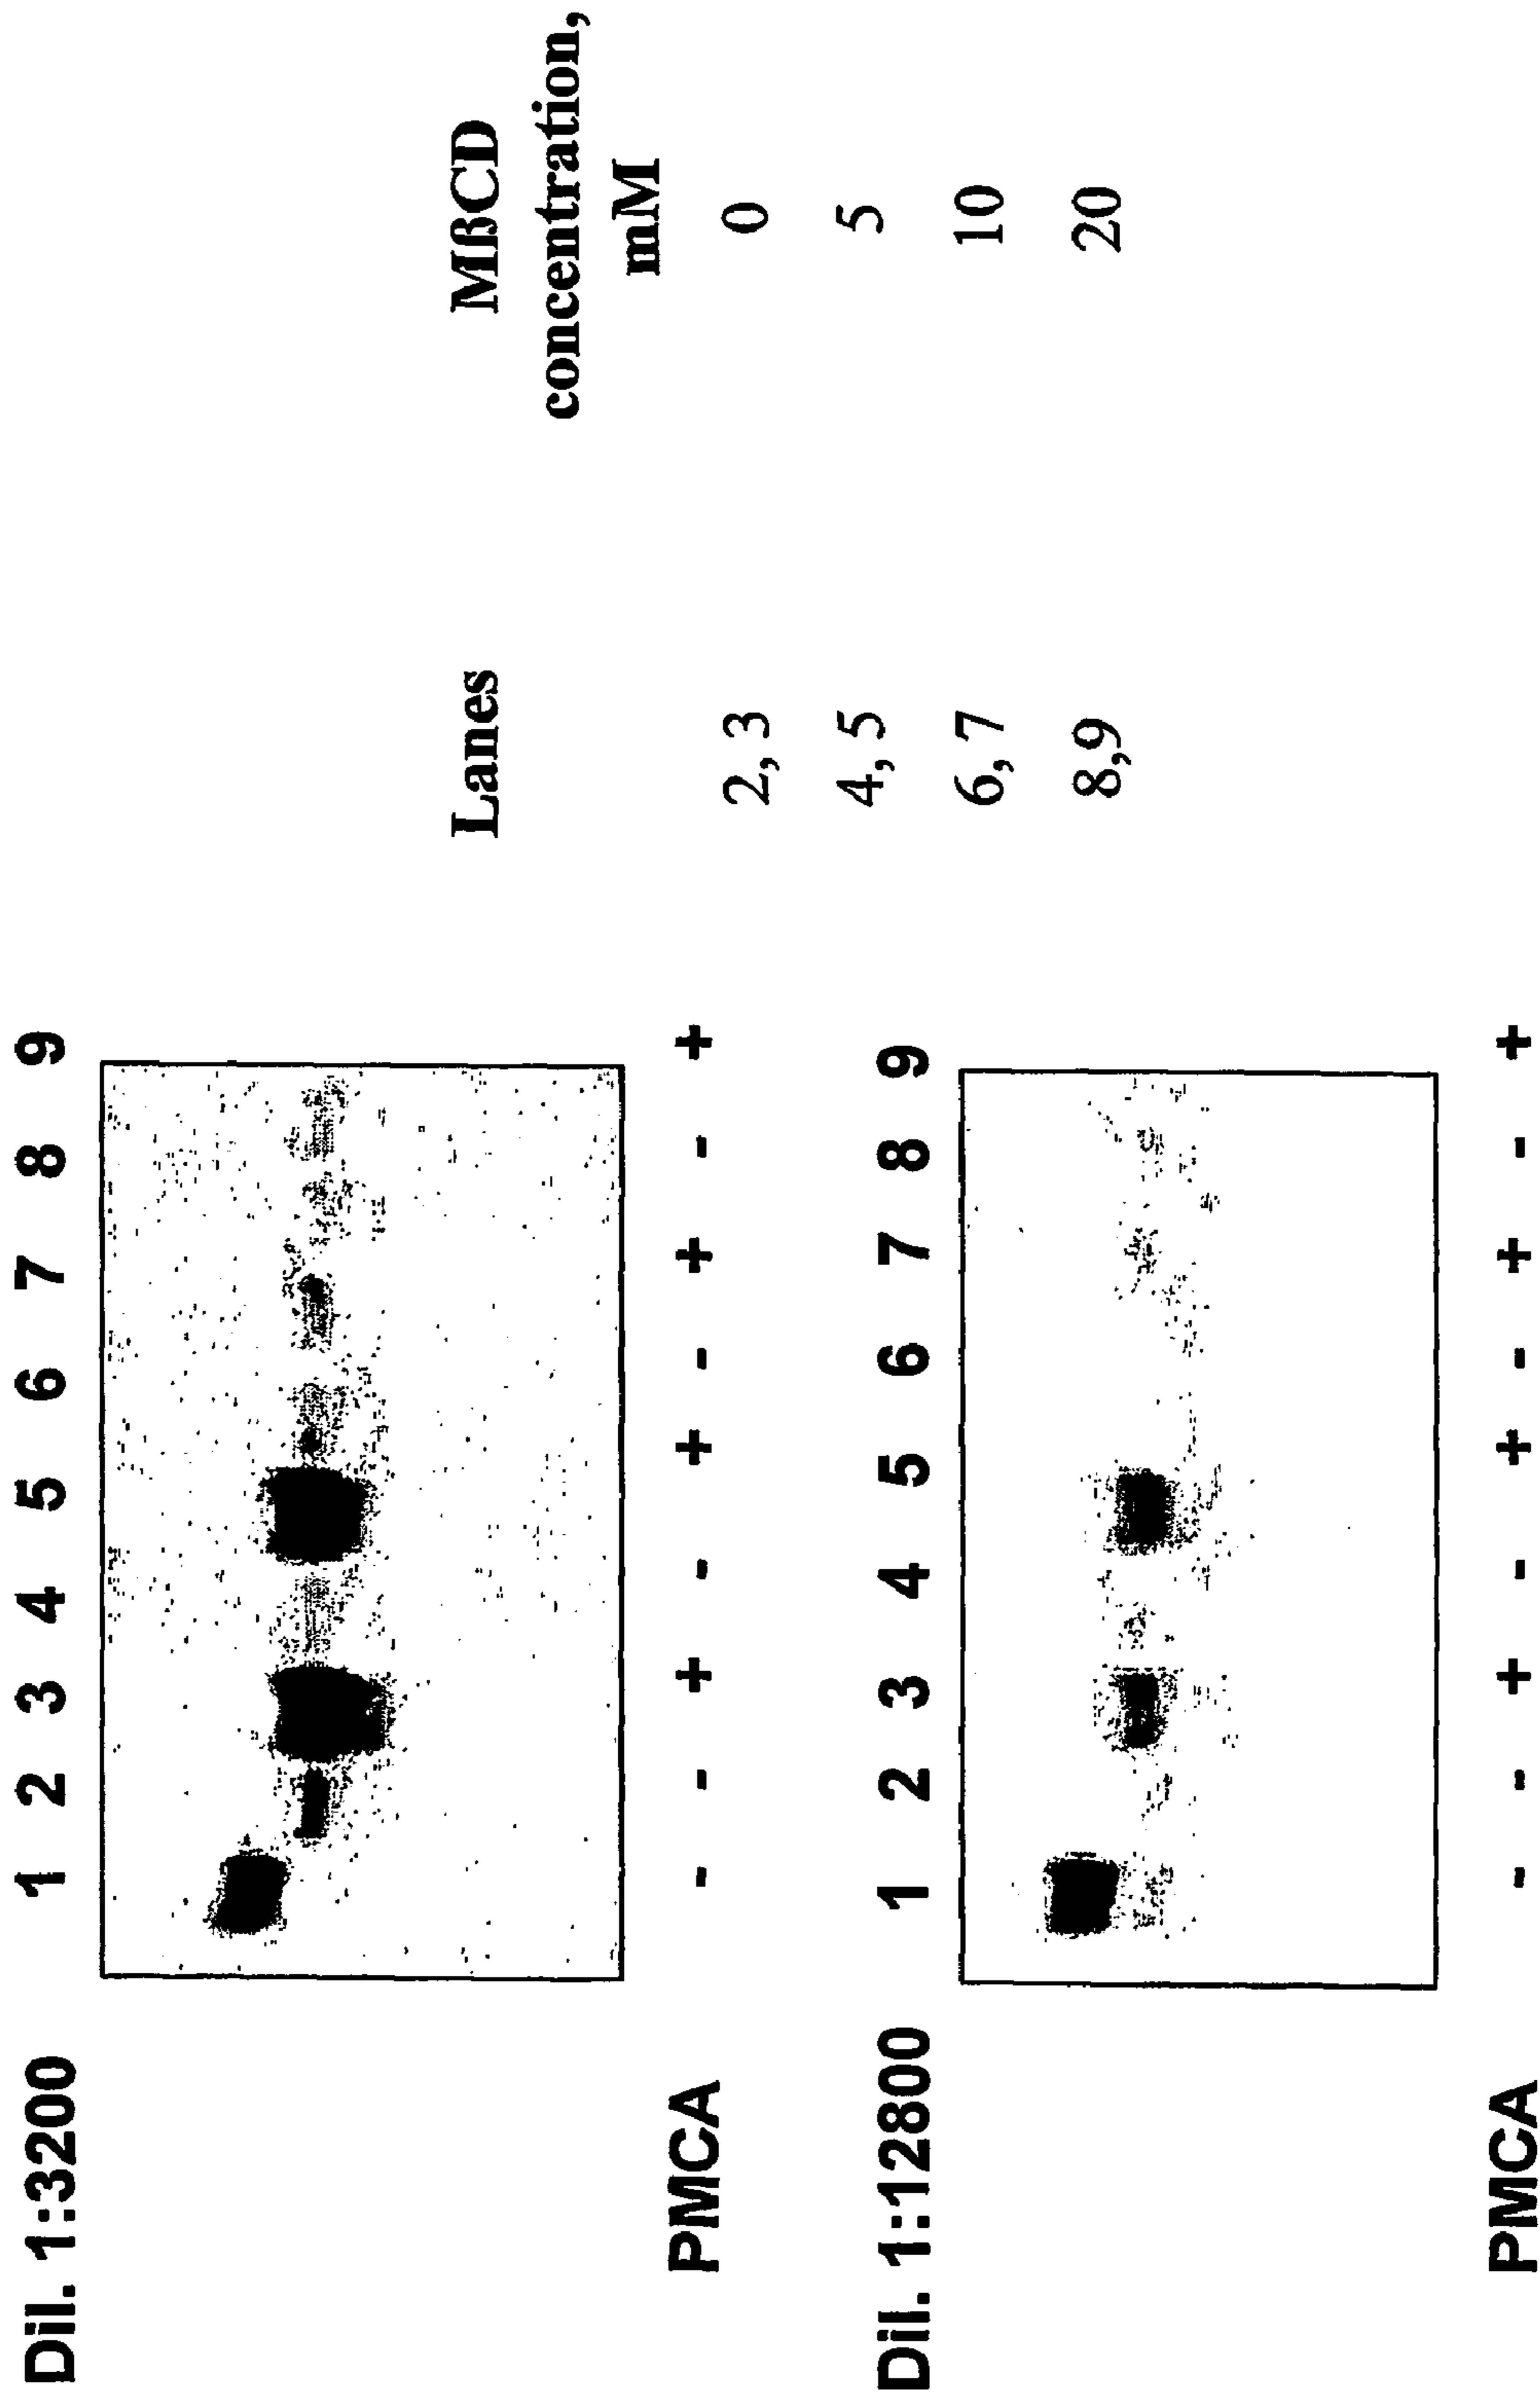 Dil. 1:3200
1 2 3 4 5 6 7 8 9
PMCA - - + - + - + - +
Dil. 1:12800
1 2 3 4 5 6 7 8 9
PMCA - - + - + - + - +
Lanes MßCD
concentration,
mM
2, 3 0
4, 5 5
6, 7 10
8,9 20